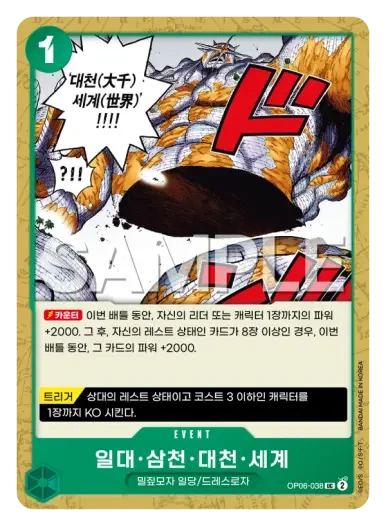 1
'대천(大千)
세계(世界)'
!!!!
?!!
ド
SAMPLE
카운터 이번 배틀 동안, 자신의 리더 또는 캐릭터 1장까지의 파워
+2000. 그 후, 자신의 레스트 상태인 카드가 8장 이상인 경우, 이번
배틀 동안, 그 카드의 파워 +2000.
트리거 상대의 레스트 상태이고 코스트 3 이하인 캐릭터를
1장까지 KO 시킨다.
EVENT
일대·삼천·대천·세계
밀짚모자 일당/드레스로자
BANDAI MADE IN KOREA
©E.O/S ©O/S·F·T
OP06-038 UC 2